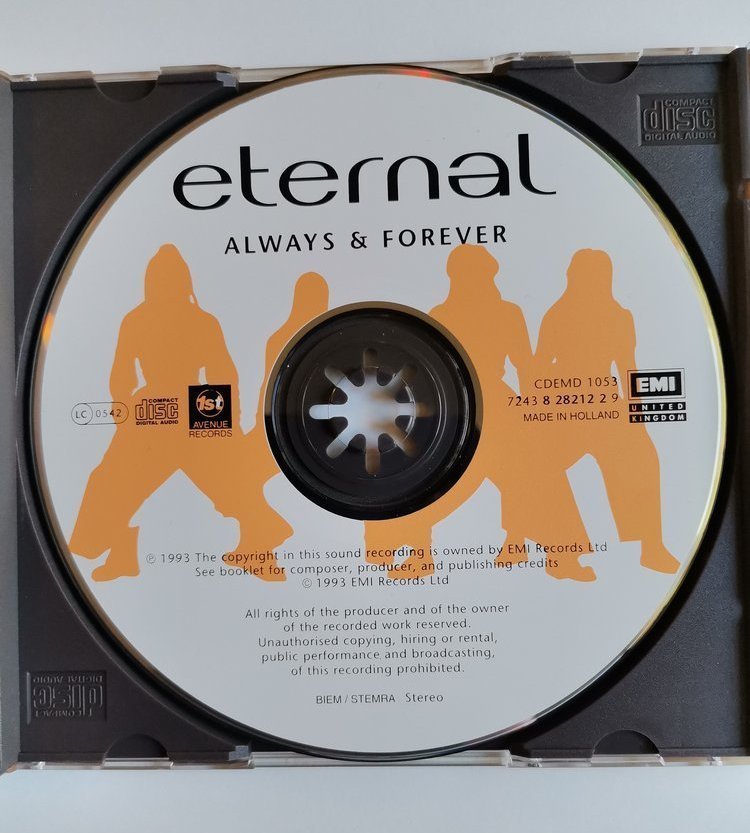 COMPACT
disc
DIGITAL AUDIO
eternal
ALWAYS & FOREVER
LC 0542
COMPACT
disc
DIGITAL AUDIO
1st
AVENUE
RECORDS
CDEMD 1053
7243 8 28212 2 9
MADE IN HOLLAND
EMI
UNITED
KINGDOM
℗ 1993 The copyright in this sound recording is owned by EMI Records Ltd
See booklet for composer, producer, and publishing credits
© 1993 EMI Records Ltd
All rights of the producer and of the owner
of the recorded work reserved.
Unauthorised copying, hiring or rental,
public performance and broadcasting,
of this recording prohibited.
BIEM / STEMRA Stereo
COMPACT
disc
DIGITAL AUDIO